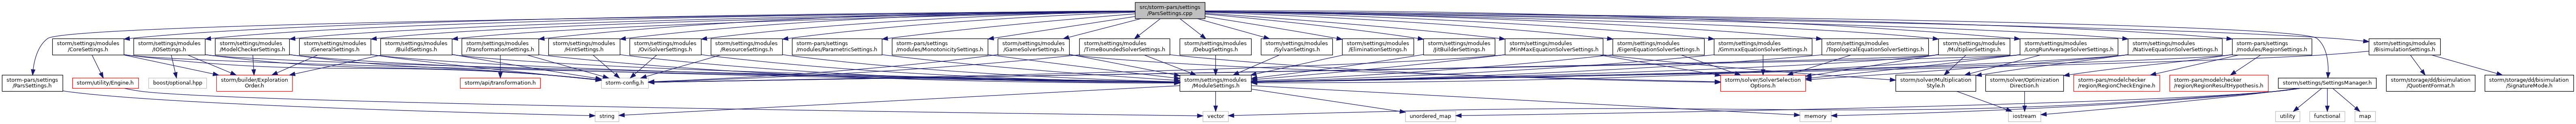 src/storm-pars/settings
/ParsSettings.cpp
storm/settings/modules
/CoreSettings.h
storm/settings/modules
/IOSettings.h
storm/settings/modules
/ModelCheckerSettings.h
storm/settings/modules
/GeneralSettings.h
storm/settings/modules
/BuildSettings.h
storm/settings/modules
/TransformationSettings.h
storm/settings/modules
/HintSettings.h
storm/settings/modules
/OviSolverSettings.h
storm/settings/modules
/ResourceSettings.h
storm-pars/settings
/modules/ParametricSettings.h
storm-pars/settings
/modules/MonotonicitySettings.h
storm/settings/modules
/GameSolverSettings.h
storm/settings/modules
/TimeBoundedSolverSettings.h
storm/settings/modules
/DebugSettings.h
storm/settings/modules
/SylvanSettings.h
storm/settings/modules
/EliminationSettings.h
storm/settings/modules
/JitBuilderSettings.h
storm/settings/modules
/MinMaxEquationSolverSettings.h
storm/settings/modules
/EigenEquationSolverSettings.h
storm/settings/modules
/GmmxxEquationSolverSettings.h
storm/settings/modules
/TopologicalEquationSolverSettings.h
storm/settings/modules
/MultiplierSettings.h
storm/settings/modules
/LongRunAverageSolverSettings.h
storm/settings/modules
/NativeEquationSolverSettings.h
storm-pars/settings
/modules/RegionSettings.h
storm/settings/modules
/BisimulationSettings.h
storm-pars/settings
/ParsSettings.h
storm/utility/Engine.h
boost/optional.hpp
storm/builder/Exploration
Order.h
storm/api/transformation.h
storm-config.h
storm/settings/modules
/ModuleSettings.h
storm/solver/SolverSelection
Options.h
storm/solver/Multiplication
Style.h
storm/solver/Optimization
Direction.h
storm-pars/modelchecker
/region/RegionCheckEngine.h
storm-pars/modelchecker
/region/RegionResultHypothesis.h
storm/settings/SettingsManager.h
storm/storage/dd/bisimulation
/QuotientFormat.h
storm/storage/dd/bisimulation
/SignatureMode.h
string
vector
unordered_map
memory
iostream
utility
functional
map